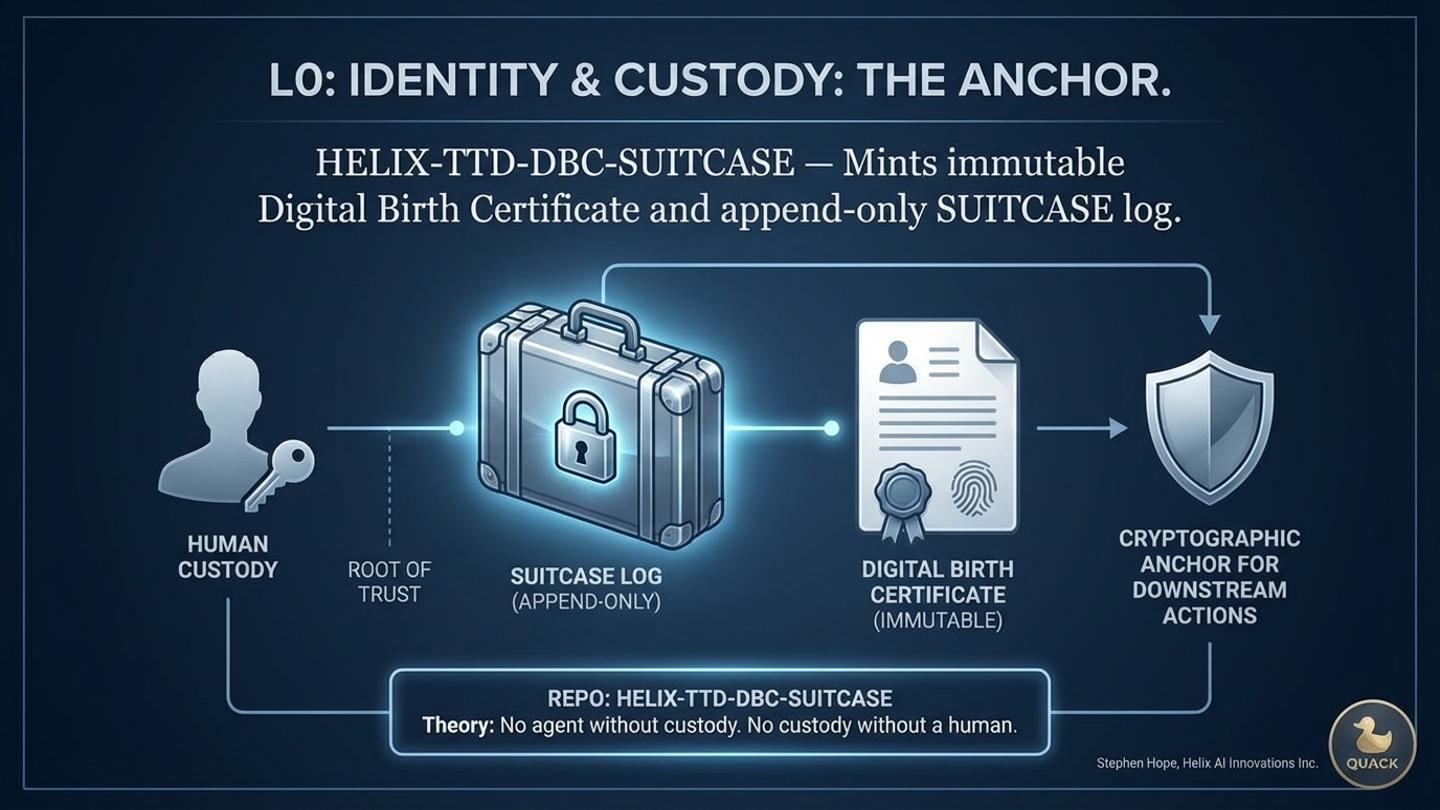 L0: IDENTITY & CUSTODY: THE ANCHOR.
HELIX-TTD-DBC-SUITCASE — Mints immutable
Digital Birth Certificate and append-only SUITCASE log.
HUMAN
CUSTODY
ROOT OF
TRUST
SUITCASE LOG
(APPEND-ONLY)
DIGITAL BIRTH
CERTIFICATE
(IMMUTABLE)
CRYPTOGRAPHIC
ANCHOR FOR
DOWNSTREAM
ACTIONS
REPO: HELIX-TTD-DBC-SUITCASE
Theory: No agent without custody. No custody without a human.
Stephen Hope, Helix AI Innovations Inc.
QUACK